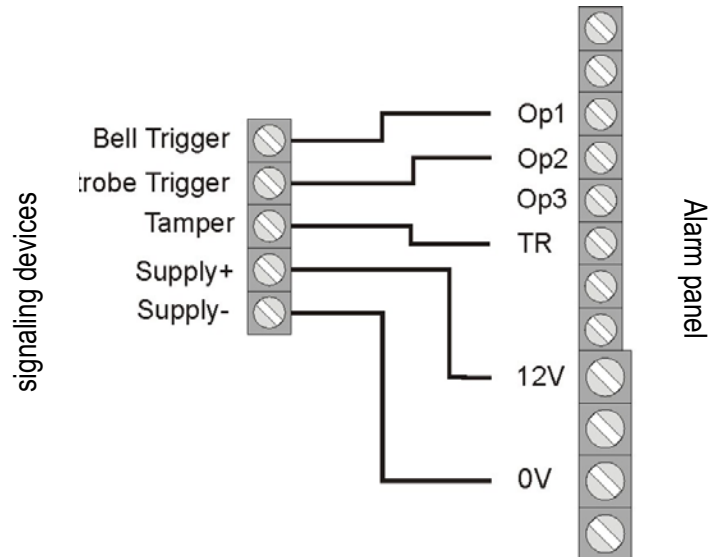 signaling devices
Bell Trigger
trobe Trigger
Tamper
Supply+
Supply-
Op1
Op2
Op3
TR
12V
0V
Alarm panel